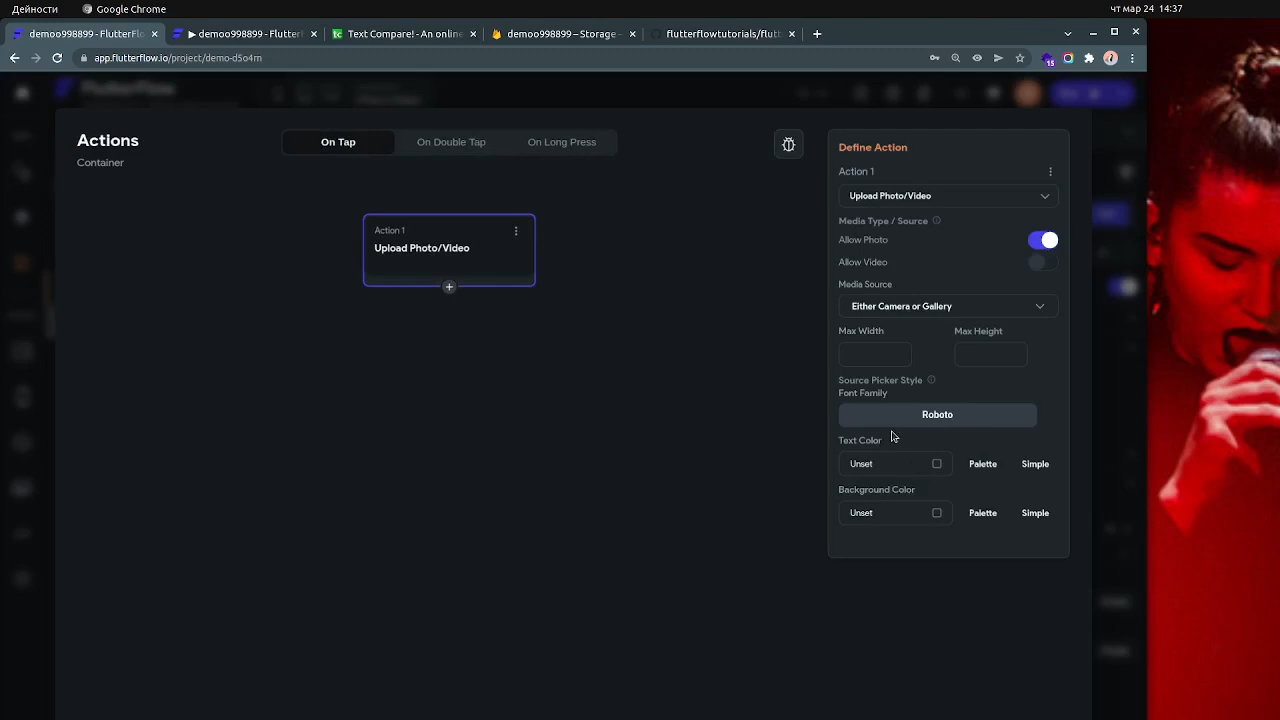 Дейности
Google Chrome
чт мар 24 14:37
demoo998899 - FlutterFlo
▶ demoo998899 - Flutterf
Text Compare! - An online
demoo998899 – Storage –
flutterflowtutorials / flutte
app.flutterflow.io/project/demo-d5o4m
15
FlutterFlow
Actions
Container
On Tap
On Double Tap
On Long Press
Action 1
Upload Photo/Video
Define Action
Action 1
Upload Photo/Video
Media Type / Source
Allow Photo
Allow Video
Media Source
Either Camera or Gallery
Max Width
Max Height
Source Picker Style
Font Family
Roboto
Text Color
Unset
Palette
Simple
Background Color
Unset
Palette
Simple